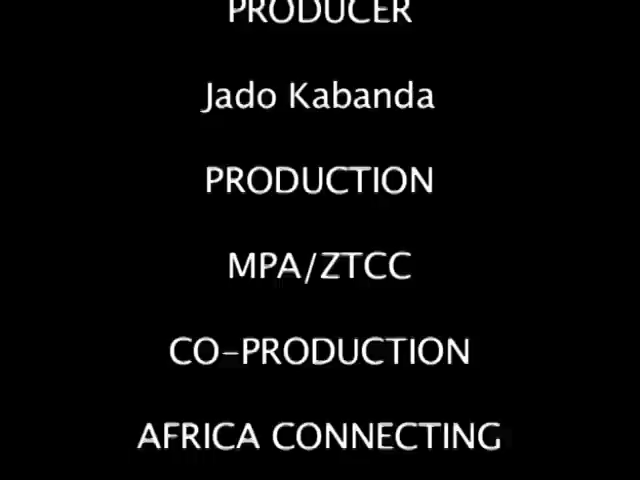 PRODUCER
Jado Kabanda
PRODUCTION
MPA/ZTCC
CO-PRODUCTION
AFRICA CONNECTING